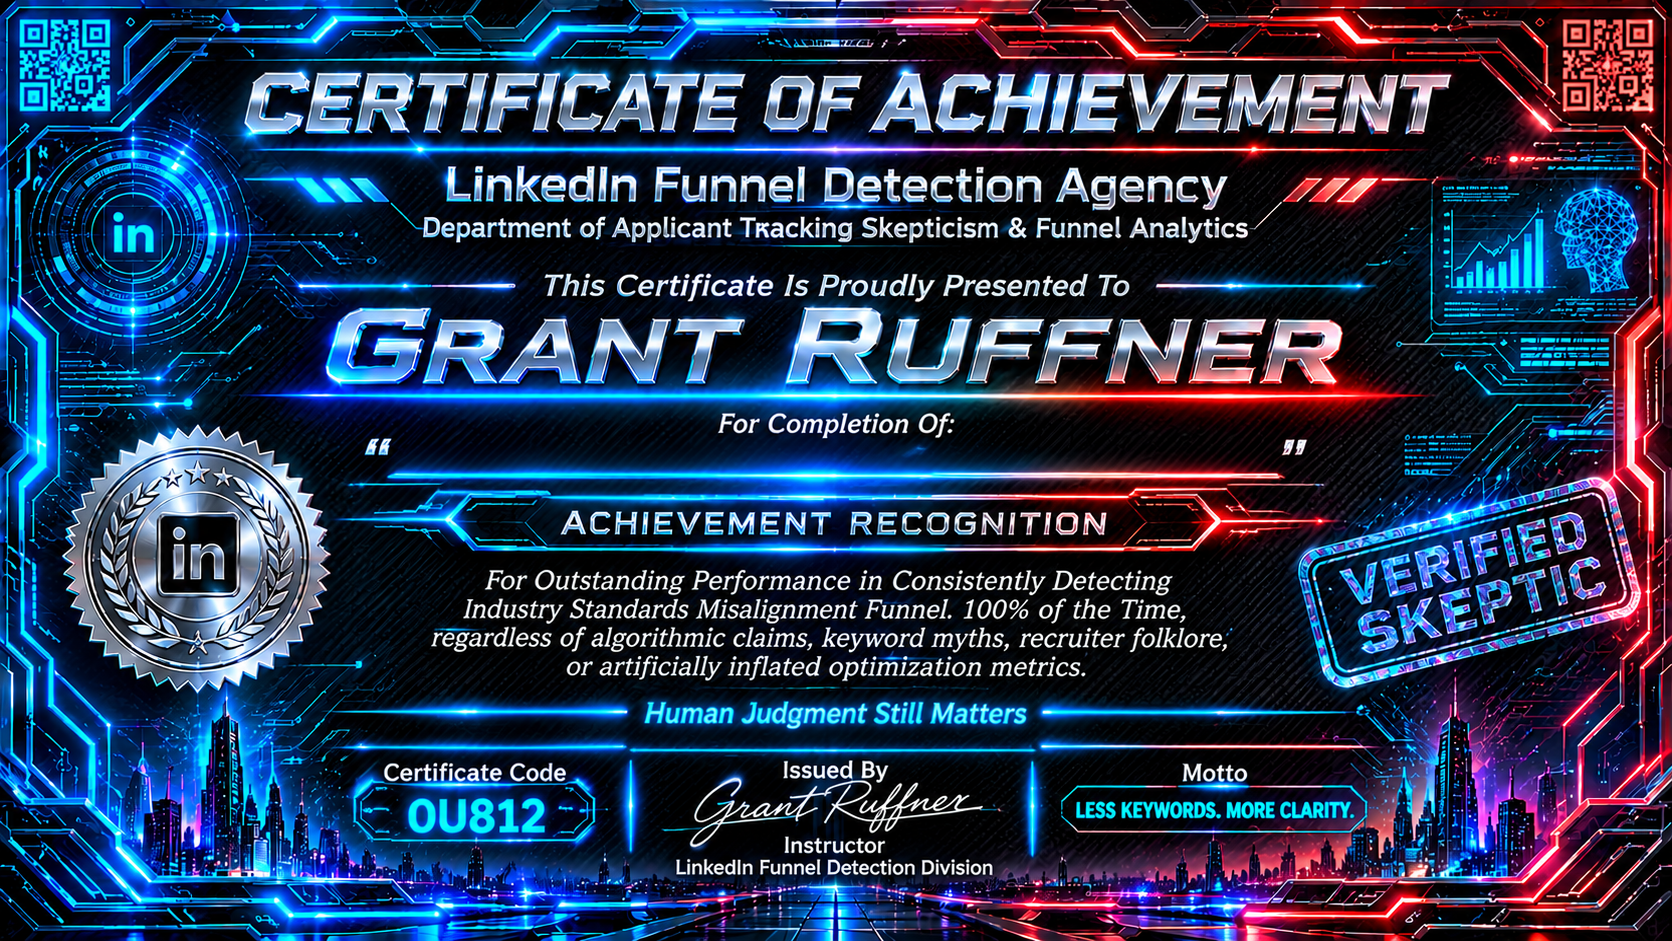 CERTIFICATE OF ACHIEVEMENT
LinkedIn Funnel Detection Agency
Department of Applicant Tracking Skepticism & Funnel Analytics
in
This Certificate Is Proudly Presented To
GRANT RUFFNER
For Completion Of:
“ ”
ACHIEVEMENT RECOGNITION
in
VERIFIED
SKEPTIC
For Outstanding Performance in Consistently Detecting
Industry Standards Misalignment Funnel. 100% of the Time,
regardless of algorithmic claims, keyword myths, recruiter folklore,
or artificially inflated optimization metrics.
Human Judgment Still Matters
Certificate Code
0U812
Issued By
Grant Ruffner
Instructor
LinkedIn Funnel Detection Division
Motto
LESS KEYWORDS. MORE CLARITY.